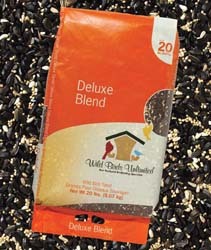 20
Deluxe
Blend
Wild Birds Unlimited
Wild Bird Food
Net Wt. 20 lbs. (9.07 kg)
Deluxe Blend